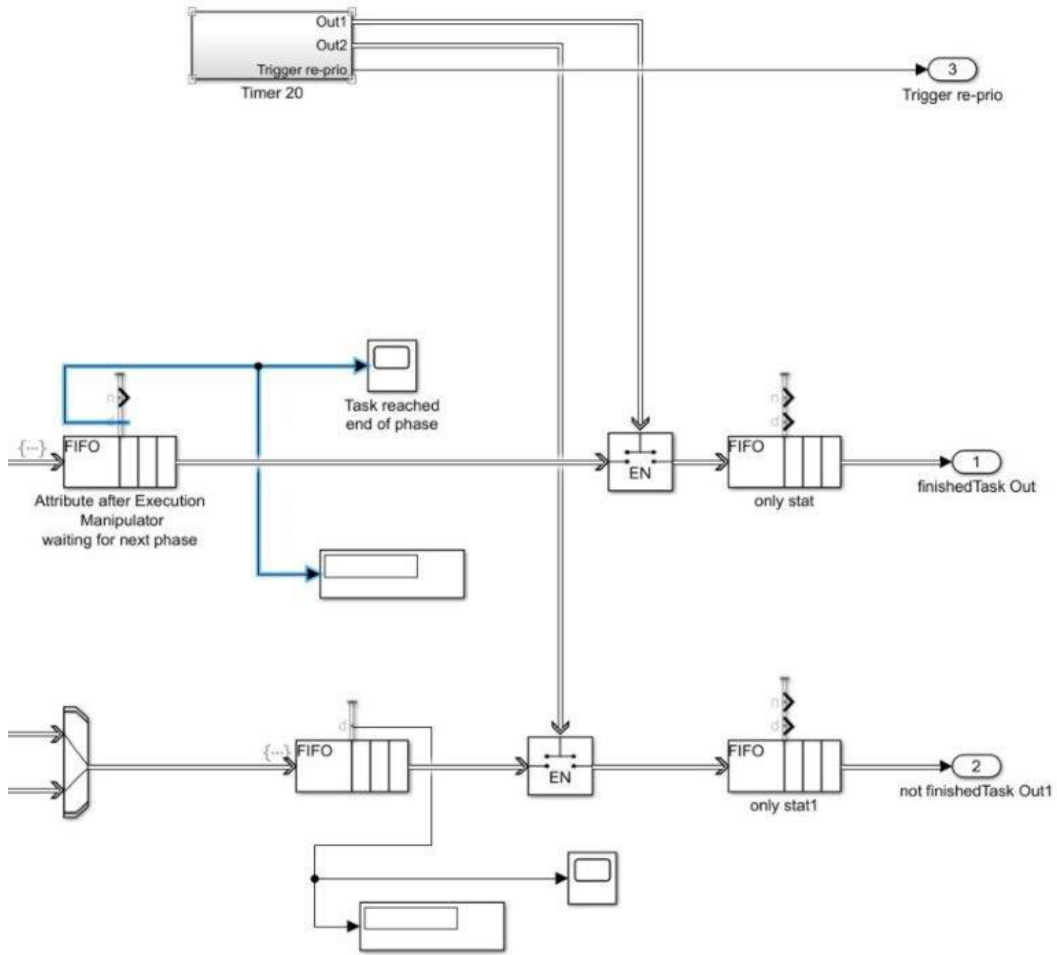 Out1
Out2
Trigger re-prio
Timer 20
3
Trigger re-prio
Task reached
end of phase
n
d
{...}
FIFO
Attribute after Execution
Manipulator
waiting for next phase
EN
n
d
FIFO
only stat
1
finishedTask Out
d
{...}
FIFO
EN
n
d
FIFO
only stat1
2
not finishedTask Out1